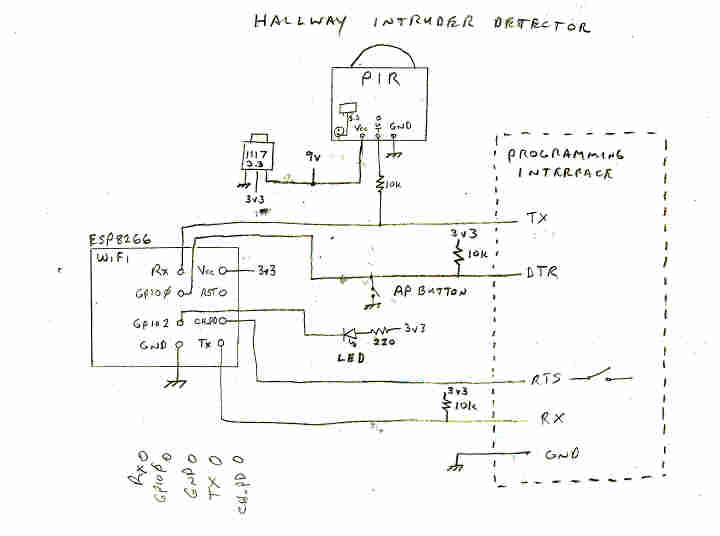 HALLWAY INTRUDER DETECTOR
PIR
3.3
Vcc OUT GND
1117
3.3
9V
3v3
10k
PROGRAMMING
INTERFACE
TX
3v3
10k
DTR
ESP8266
WiFi
Rx Vcc 3v3
GPIO0 RST
AP BUTTON
GPIO2 CH_PD
3v3
220
LED
GND Tx
RTS
3v3
10k
RX
GND
RX
GPIO0
GND
TX
CH_PD